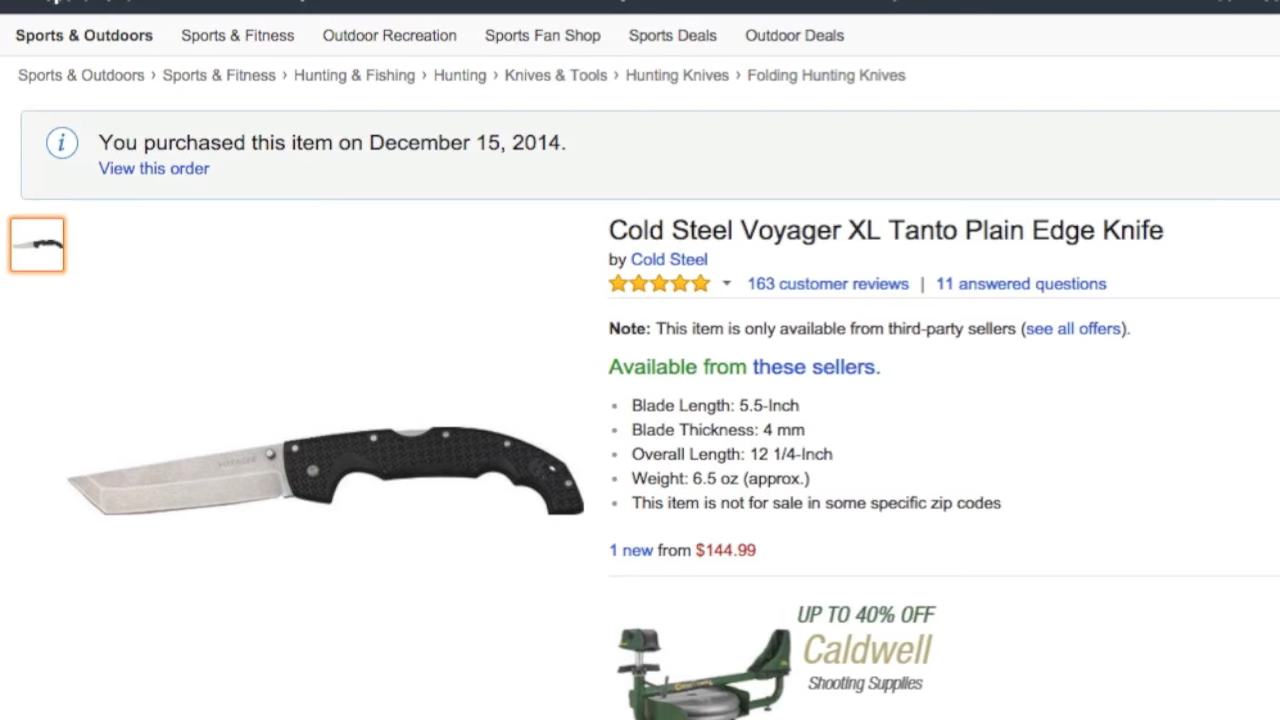 Sports & Outdoors Sports & Fitness Outdoor Recreation Sports Fan Shop Sports Deals Outdoor Deals
Sports & Outdoors › Sports & Fitness › Hunting & Fishing › Hunting › Knives & Tools › Hunting Knives › Folding Hunting Knives
i You purchased this item on December 15, 2014.
View this order
Cold Steel Voyager XL Tanto Plain Edge Knife
by Cold Steel
163 customer reviews | 11 answered questions
Note: This item is only available from third-party sellers (see all offers).
Available from these sellers.
• Blade Length: 5.5-Inch
• Blade Thickness: 4 mm
• Overall Length: 12 1/4-Inch
• Weight: 6.5 oz (approx.)
• This item is not for sale in some specific zip codes
VOYAGER
1 new from $144.99
UP TO 40% OFF
Caldwell
Shooting Supplies